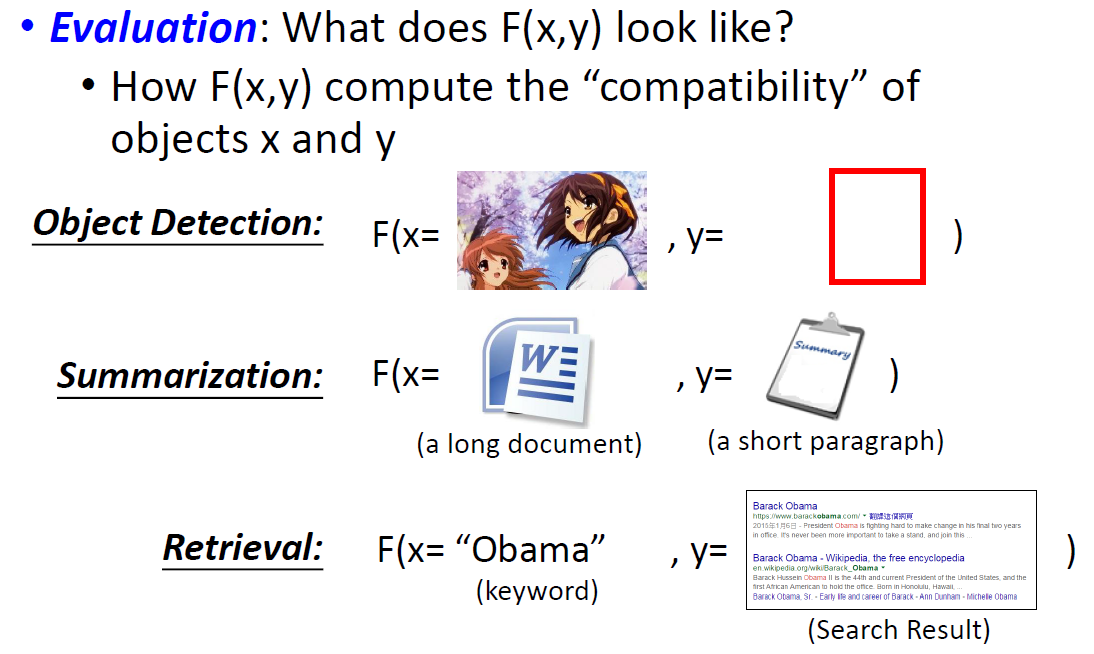 • Evaluation: What does F(x,y) look like?
• How F(x,y) compute the “compatibility” of
objects x and y
Object Detection: F(x= , y= )
Summarization: F(x= W , y= Summary )
(a long document) (a short paragraph)
Retrieval: F(x= “Obama” , y= )
(keyword)
Barack Obama
https://www.barackobama.com/ ▾ 翻譯這個網頁
2015年1月6日 - President Obama is fighting hard to make change in his final two years
in office. It's never been more important to take a stand, and join this ...
Barack Obama - Wikipedia, the free encyclopedia
en.wikipedia.org/wiki/Barack_Obama ▾
Barack Hussein Obama II is the 44th and current President of the United States, and the
first African American to hold the office. Born in Honolulu, Hawaii, ...
Barack Obama, Sr. - Early life and career of Barack - Ann Dunham - Michelle Obama
(Search Result)